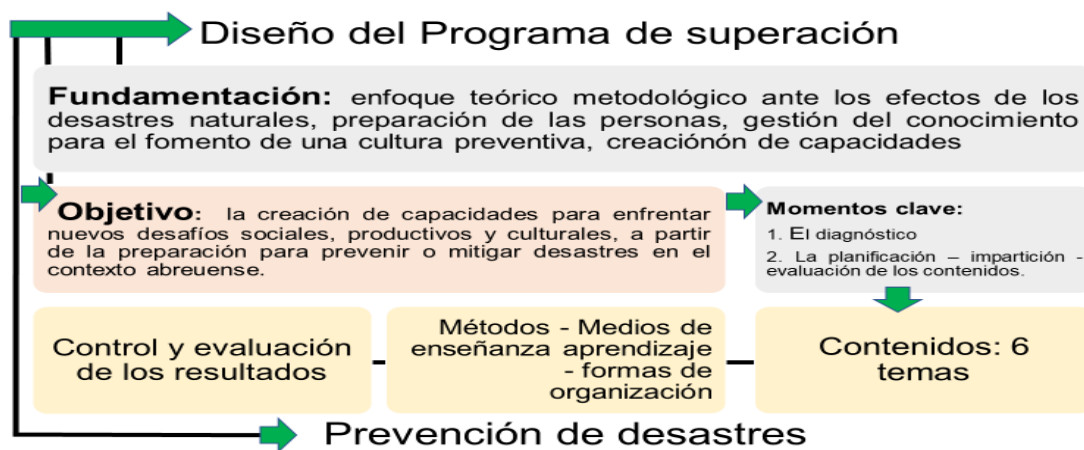 Diseño del Programa de superación
Fundamentación: enfoque teórico metodológico ante los efectos de los
desastres naturales, preparación de las personas, gestión del conocimiento
para el fomento de una cultura preventiva, creaciónón de capacidades
Objetivo: la creación de capacidades para enfrentar
nuevos desafíos sociales, productivos y culturales, a partir
de la preparación para prevenir o mitigar desastres en el
contexto abreuense.
Momentos clave:
1. El diagnóstico
2. La planificación – impartición -
evaluación de los contenidos.
Control y evaluación
de los resultados
Métodos - Medios de
enseñanza aprendizaje
- formas de
organización
Contenidos: 6
temas
Prevención de desastres